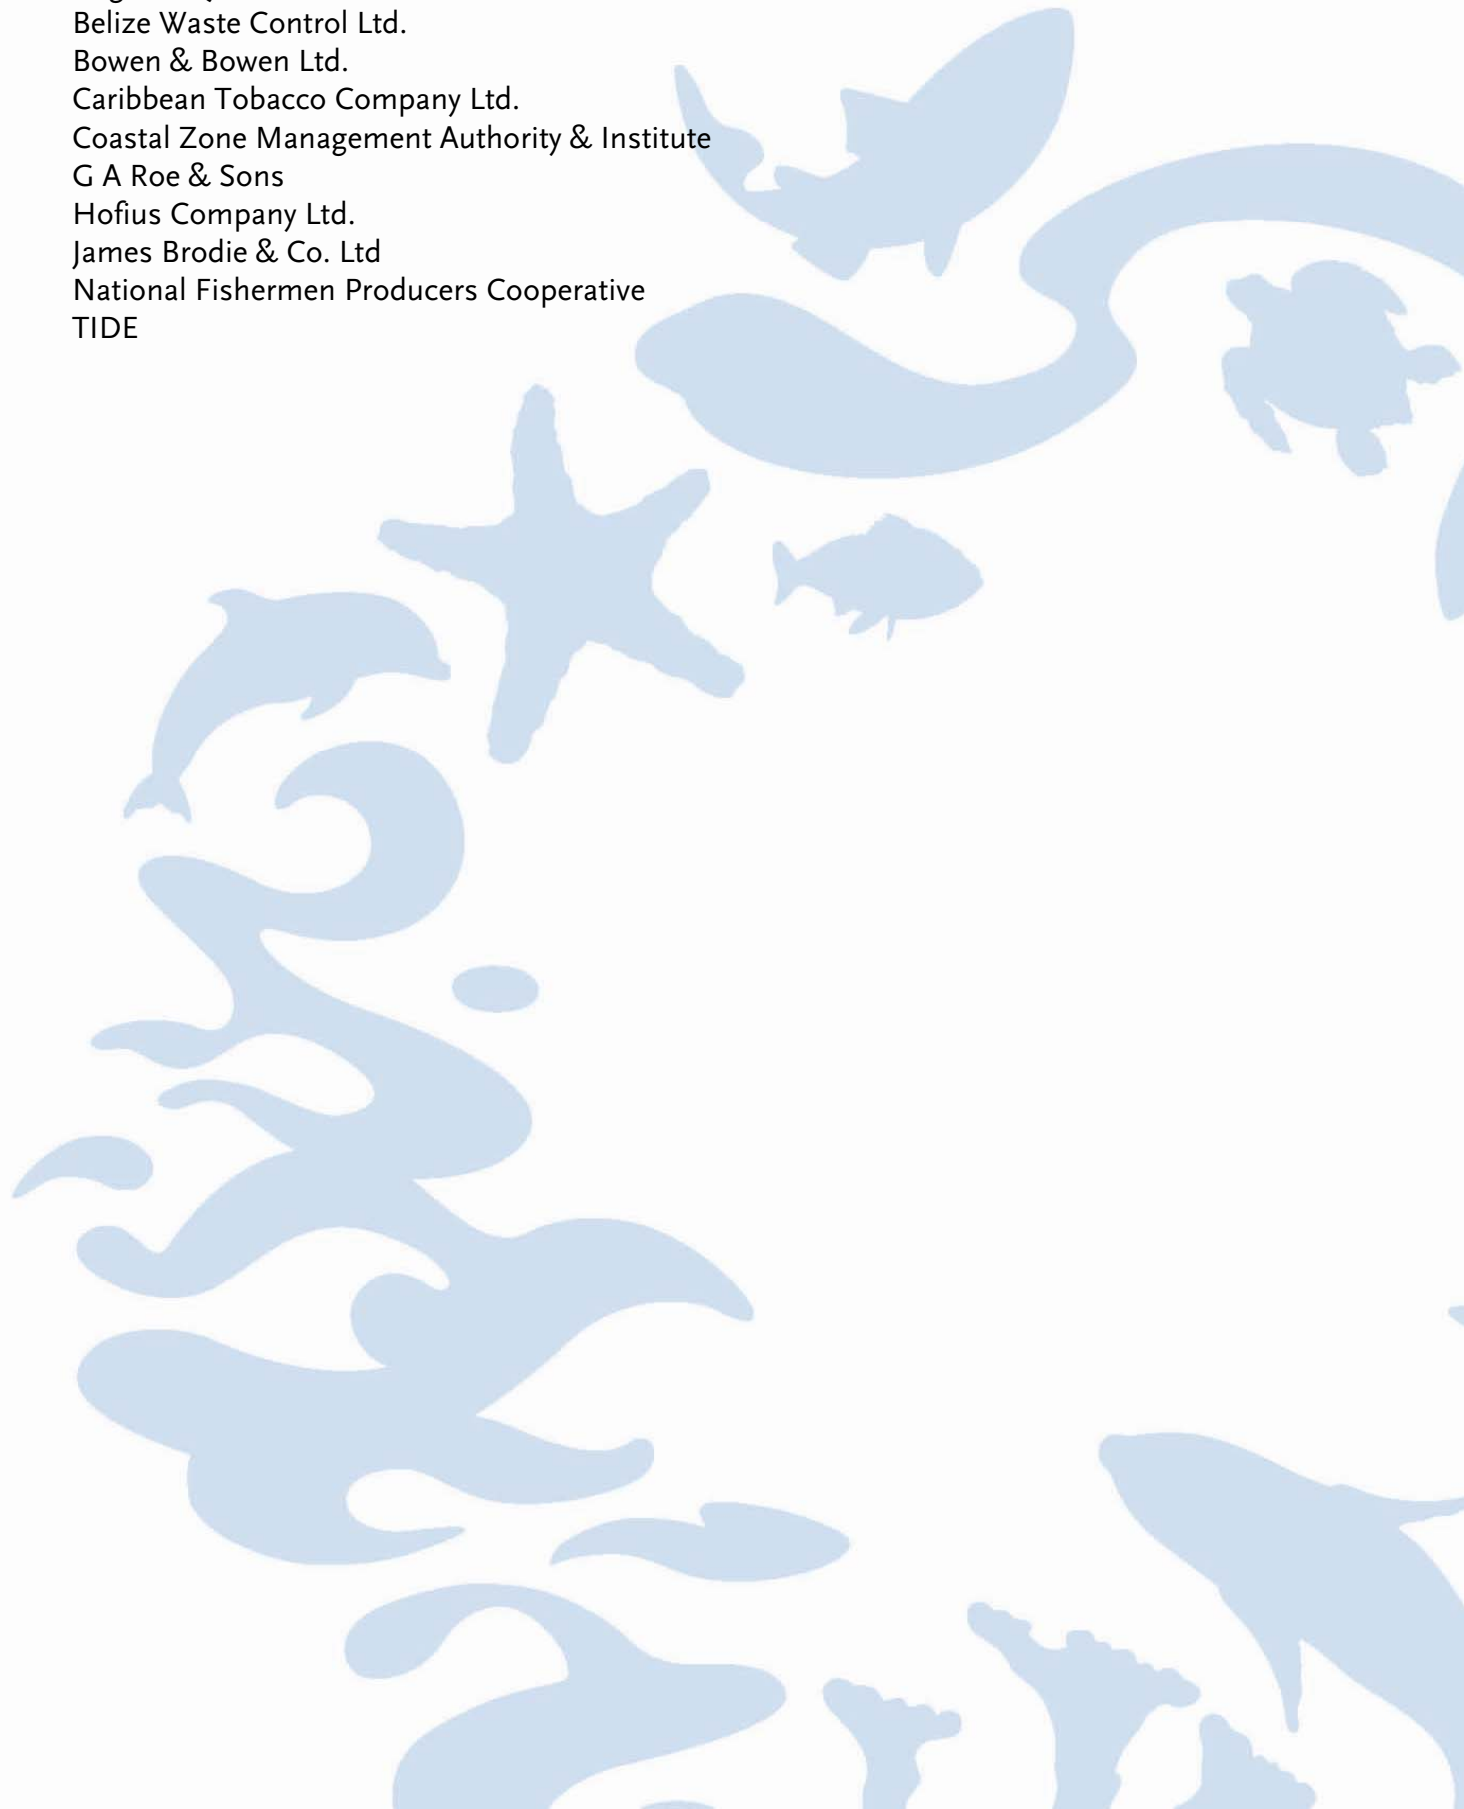 Belize Waste Control Ltd.
Bowen & Bowen Ltd.
Caribbean Tobacco Company Ltd.
Coastal Zone Management Authority & Institute
G A Roe & Sons
Hofius Company Ltd.
James Brodie & Co. Ltd
National Fishermen Producers Cooperative
TIDE